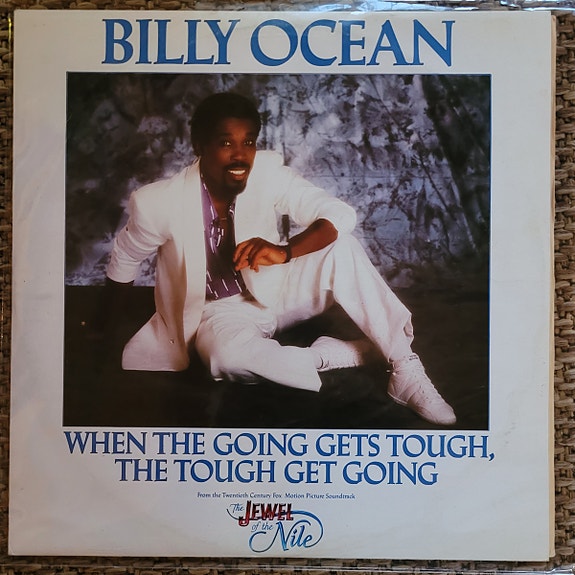 BILLY OCEAN
WHEN THE GOING GETS TOUGH,
THE TOUGH GET GOING
From the Twentieth Century Fox Motion Picture Soundtrack
The JEWEL
of the Nile